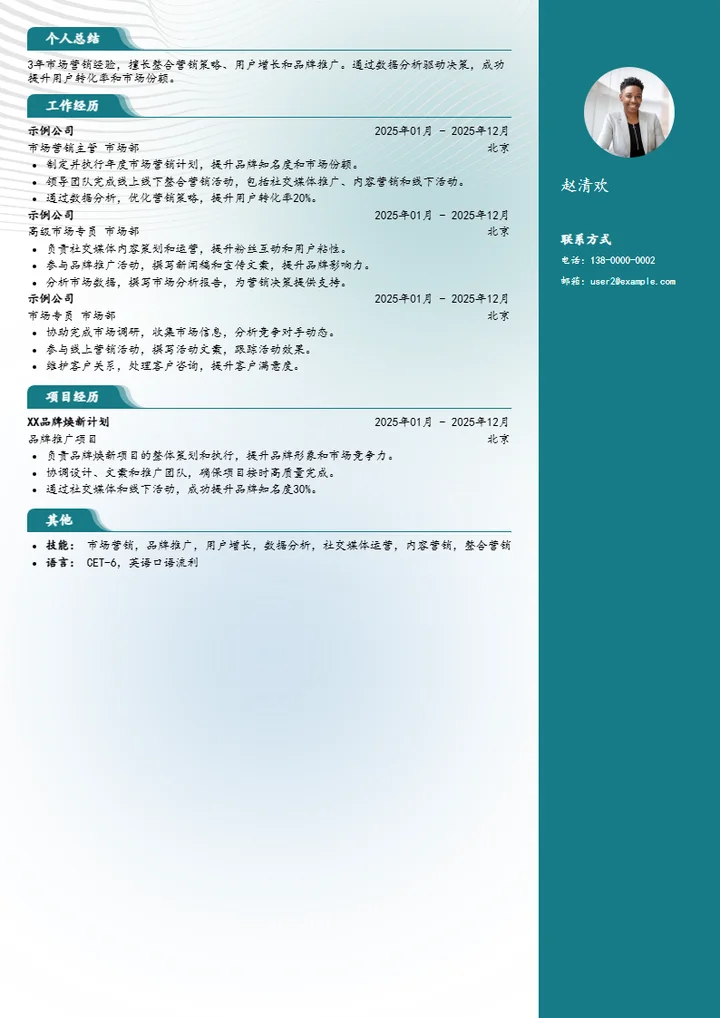 个人总结
3年市场营销经验，擅长整合营销策略、用户增长和品牌推广。通过数据分析驱动决策，成功
提升用户转化率和市场份额。
工作经历
示例公司 2025年01月 - 2025年12月
市场营销主管 市场部 北京
• 制定并执行年度市场营销计划，提升品牌知名度和市场份额。
• 领导团队完成线上线下整合营销活动，包括社交媒体推广、内容营销和线下活动。
• 通过数据分析，优化营销策略，提升用户转化率20%。
示例公司 2025年01月 - 2025年12月
高级市场专员 市场部 北京
• 负责社交媒体内容策划和运营，提升粉丝互动和用户粘性。
• 参与品牌推广活动，撰写新闻稿和宣传文案，提升品牌影响力。
• 分析市场数据，撰写市场分析报告，为营销决策提供支持。
示例公司 2025年01月 - 2025年12月
市场专员 市场部 北京
• 协助完成市场调研，收集市场信息，分析竞争对手动态。
• 参与线上营销活动，撰写活动文案，跟踪活动效果。
• 维护客户关系，处理客户咨询，提升客户满意度。
项目经历
XX品牌焕新计划 2025年01月 - 2025年12月
品牌推广项目 北京
• 负责品牌焕新项目的整体策划和执行，提升品牌形象和市场竞争力。
• 协调设计、文案和推广团队，确保项目按时高质量完成。
• 通过社交媒体和线下活动，成功提升品牌知名度30%。
其他
• 技能： 市场营销，品牌推广，用户增长，数据分析，社交媒体运营，内容营销，整合营销
• 语言： CET-6，英语口语流利
赵清欢
联系方式
电话：138-0000-0002
邮箱：user2@example.com